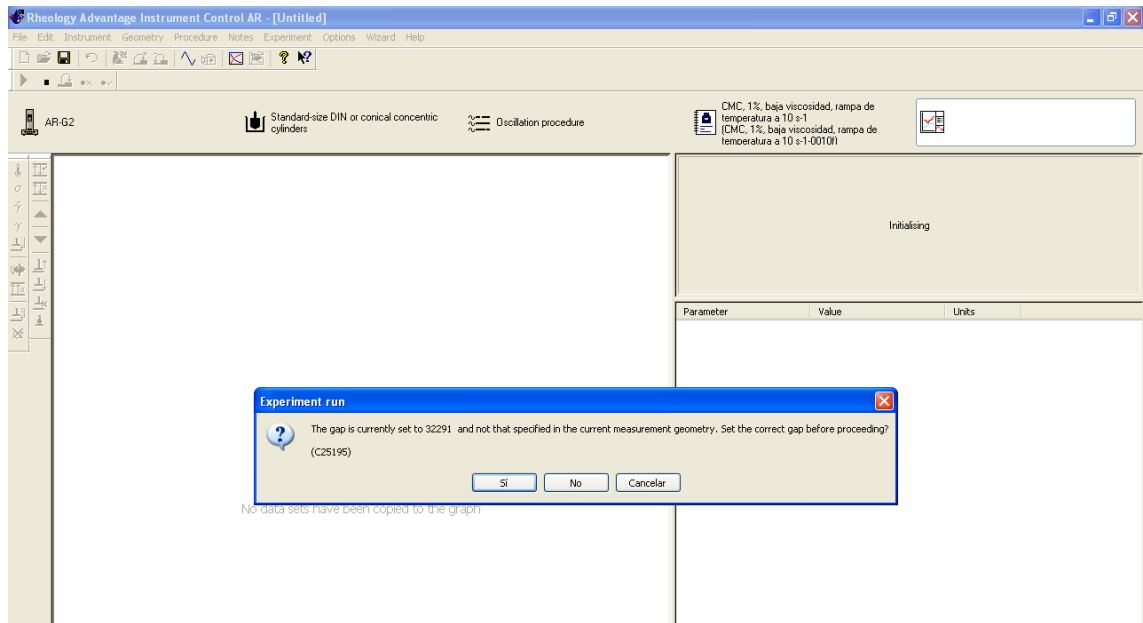 Rheology Advantage Instrument Control AR - [Untitled]
File Edit Instrument Geometry Procedure Notes Experiment Options Wizard Help
AR-G2
Standard-size DIN or conical concentric
cylinders
Oscillation procedure
CMC, 1%, baja viscosidad, rampa de
temperatura a 10 s-1
(CMC, 1%, baja viscosidad, rampa de
temperatura a 10 s-1-0010f)
Initialising
Parameter Value Units
Experiment run
The gap is currently set to 32291 and not that specified in the current measurement geometry. Set the correct gap before proceeding?
(C25195)
Sí No Cancelar
No data sets have been copied to the graph